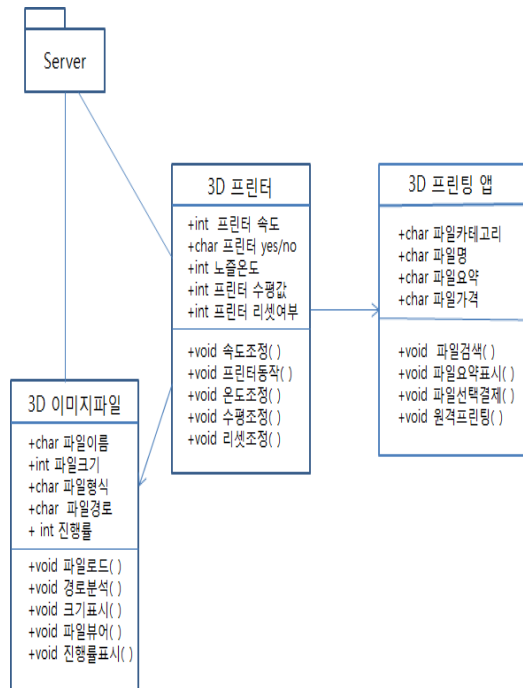 Server
3D 프린터
+int 프린터 속도
+char 프린터 yes/no
+int 노즐온도
+int 프린터 수평값
+int 프린터 리셋여부
+void 속도조정( )
+void 프린터동작( )
+void 온도조정( )
+void 수평조정( )
+void 리셋조정( )
3D 프린팅 앱
+char 파일카테고리
+char 파일명
+char 파일요약
+char 파일가격
+void 파일검색( )
+void 파일요약표시( )
+void 파일선택결제( )
+void 원격프린팅( )
3D 이미지파일
+char 파일이름
+int 파일크기
+char 파일형식
+char 파일경로
+ int 진행률
+void 파일로드( )
+void 경로분석( )
+void 크기표시( )
+void 파일뷰어( )
+void 진행률표시( )